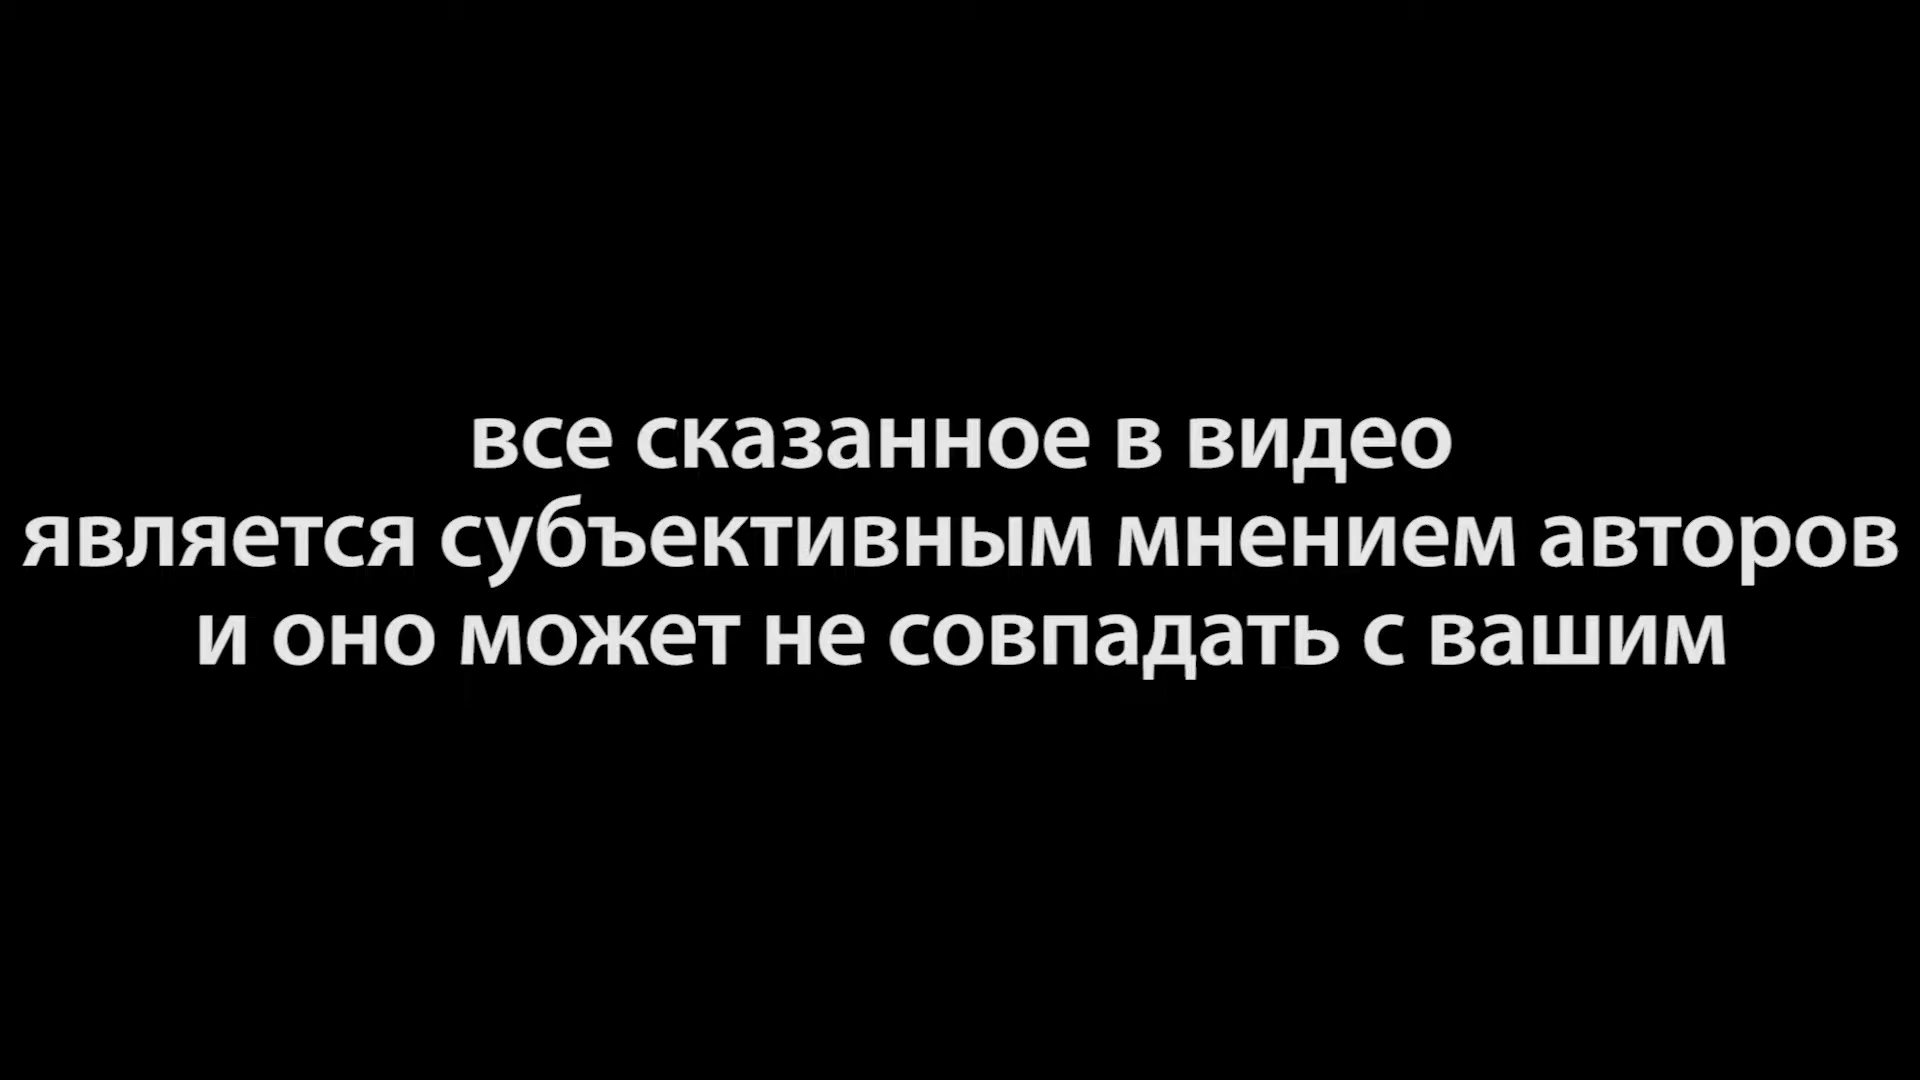 все сказанное в видео
является субъективным мнением авторов
и оно может не совпадать с вашим